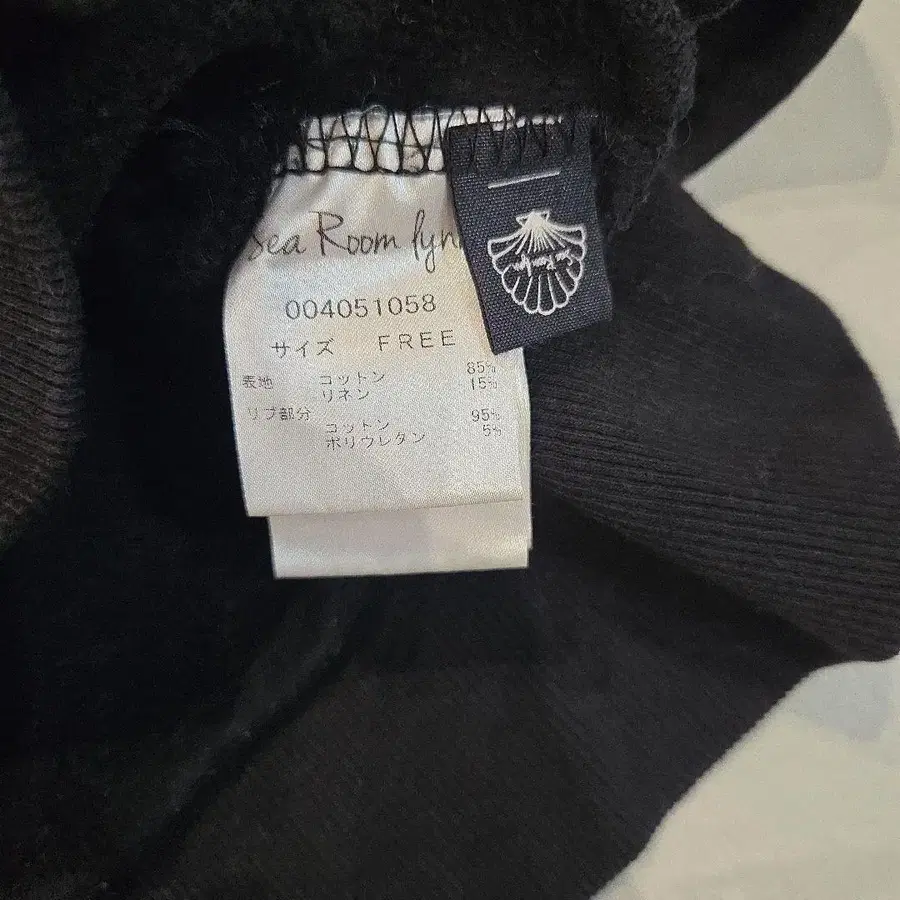 Sea Room lyn
004051058
サイズ FREE
表地 コットン 85%
リネン 15%
リブ部分
コットン 95%
ポリウレタン 5%